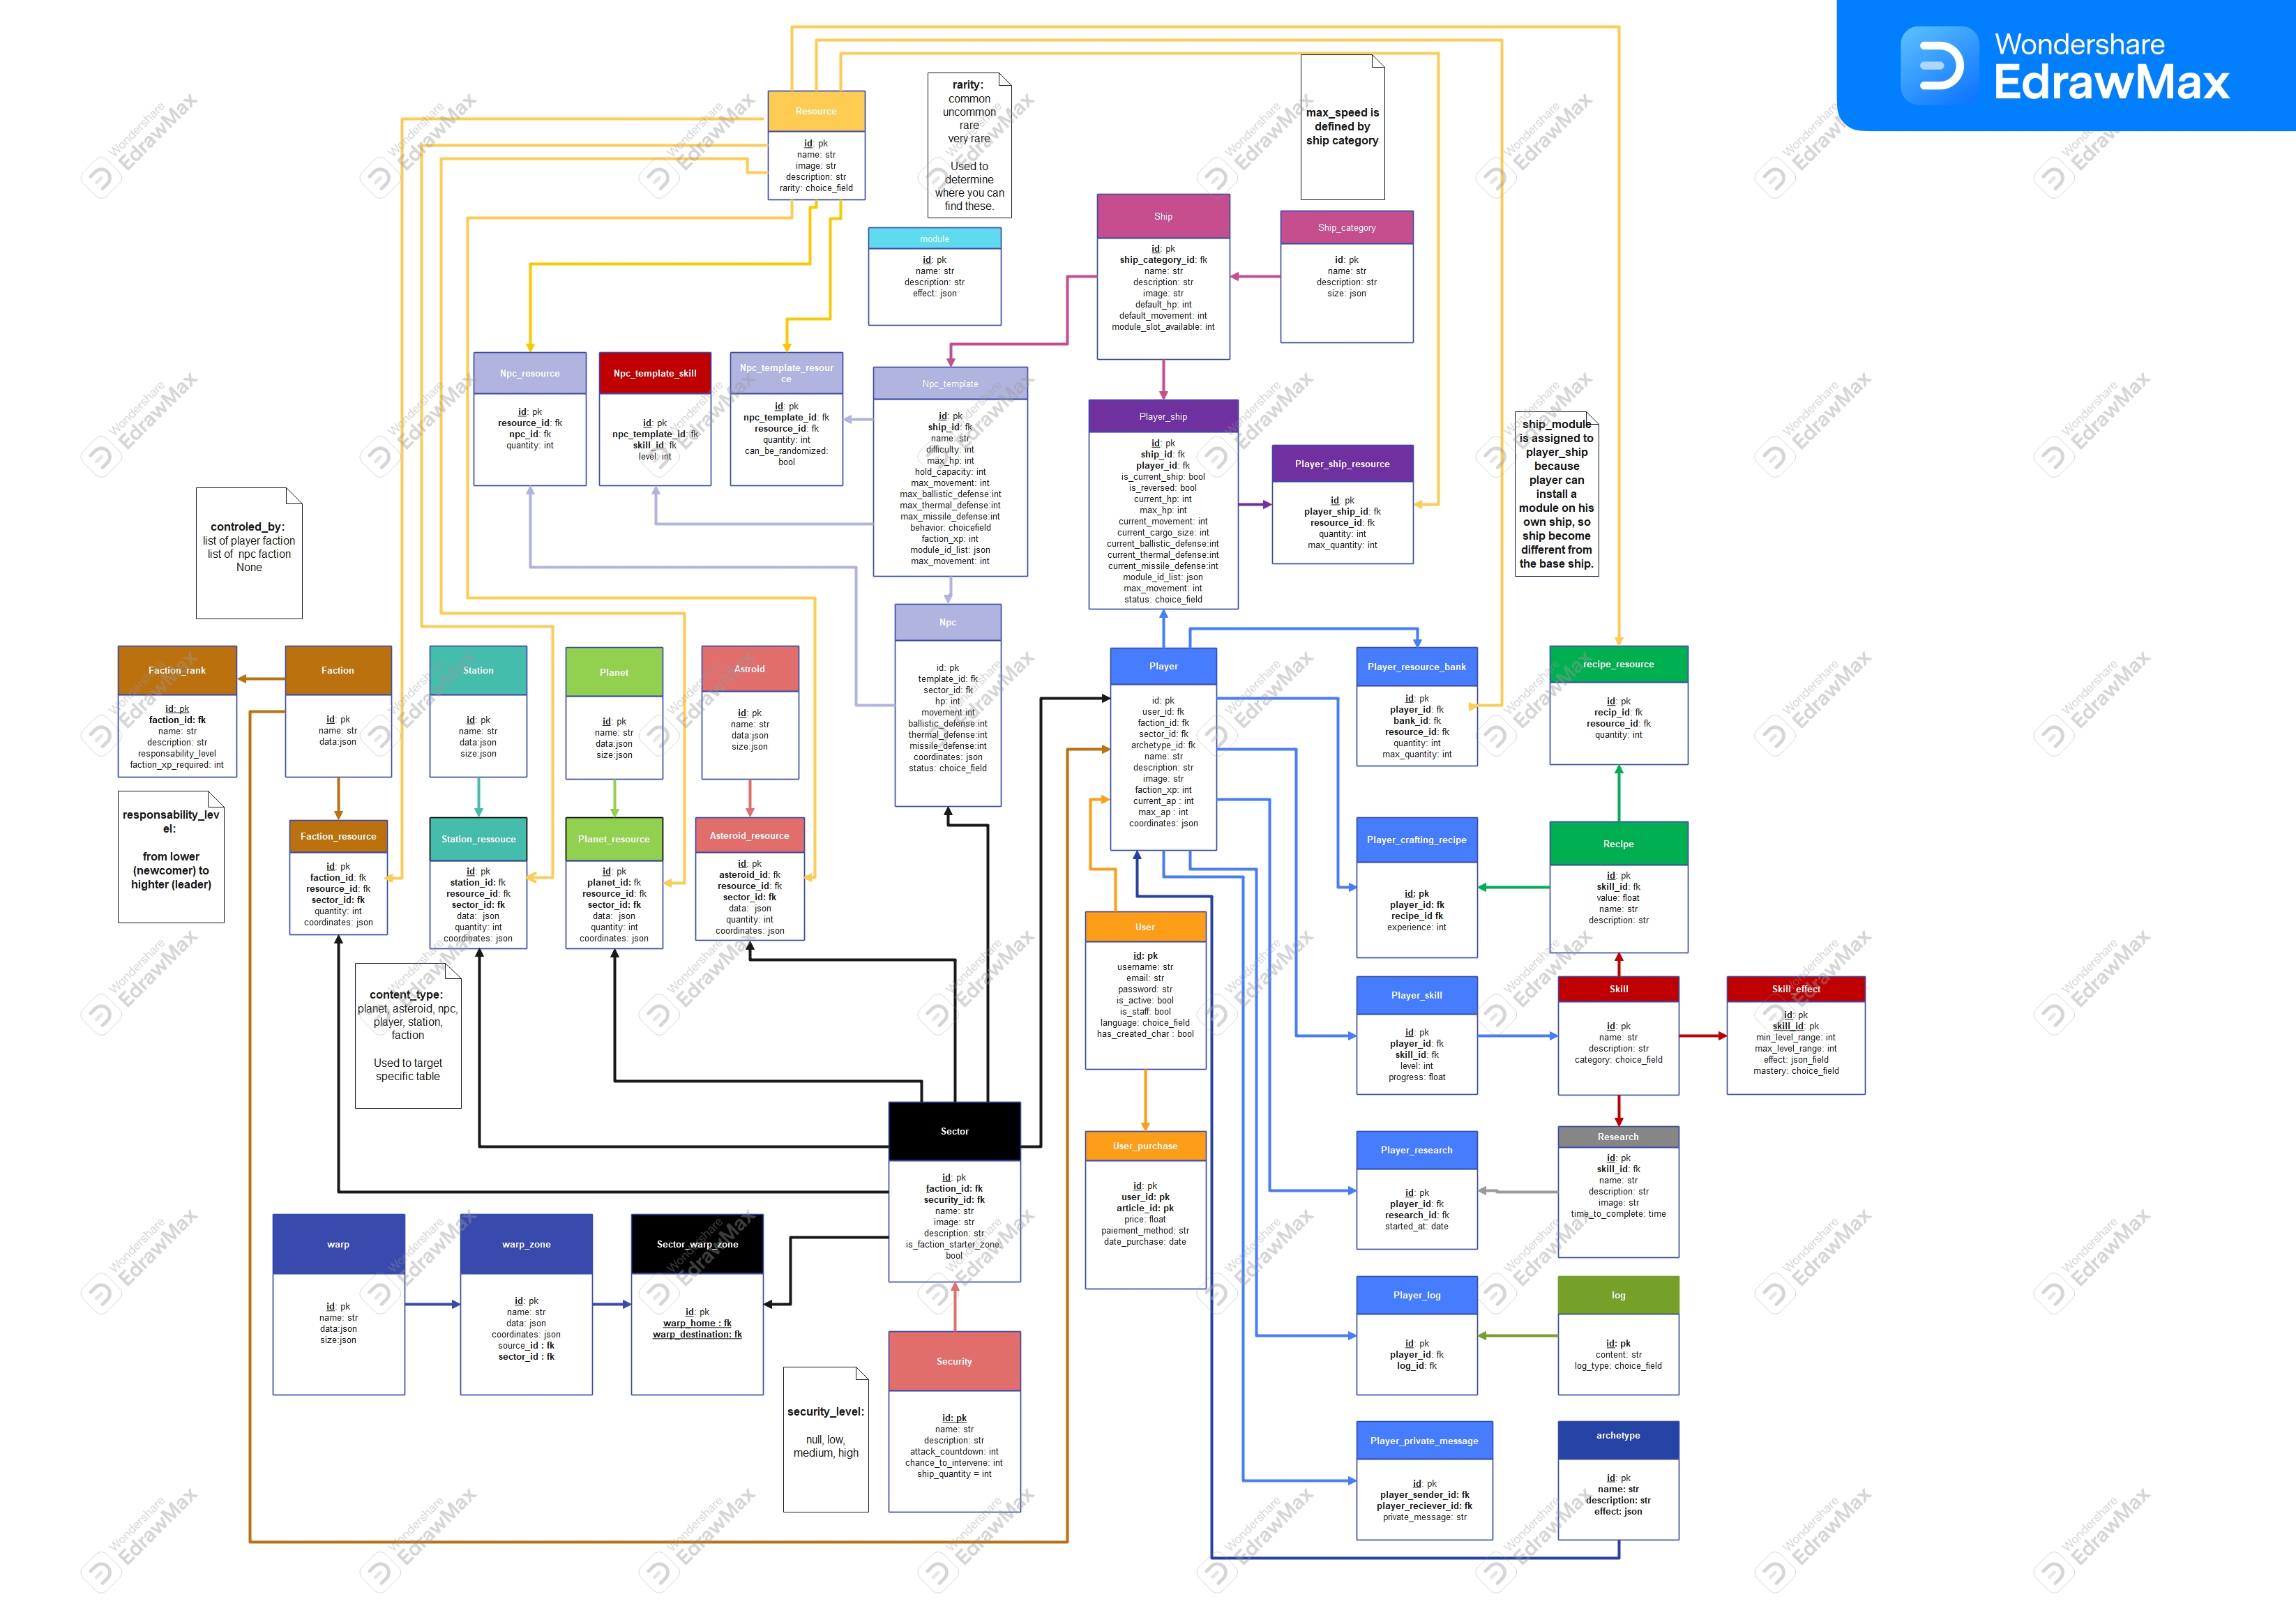 Wondershare
EdrawMax
Resource
id: pk
name: str
image: str
description: str
rarity: choice_field
rarity:
common
uncommon
rare
very rare
Used to
determine
where you can
find these.
max_speed is
defined by
ship category
module
id: pk
name: str
description: str
effect: json
Ship
id: pk
ship_category_id: fk
name: str
description: str
image: str
default_hp: int
default_movement: int
module_slot_available: int
Ship_category
id: pk
name: str
description: str
size: json
Npc_resource
id: pk
resource_id: fk
npc_id: fk
quantity: int
Npc_template_skill
id: pk
npc_template_id: fk
skill_id: fk
level: int
Npc_template_resour
ce
id: pk
npc_template_id: fk
resource_id: fk
quantity: int
can_be_randomized:
bool
Npc_template
id: pk
ship_id: fk
name: str
difficulty: int
max_hp: int
hold_capacity: int
max_movement: int
max_ballistic_defense:int
max_thermal_defense:int
max_missile_defense:int
behavior: choicefield
faction_xp: int
module_id_list: json
max_movement: int
Player_ship
id: pk
ship_id: fk
player_id: fk
is_current_ship: bool
is_reversed: bool
current_hp: int
max_hp: int
current_movement: int
current_cargo_size: int
current_ballistic_defense:int
current_thermal_defense:int
current_missile_defense:int
module_id_list: json
max_movement: int
status: choice_field
Player_ship_resource
id: pk
player_ship_id: fk
resource_id: fk
quantity: int
max_quantity: int
ship_module
is assigned to
player_ship
because
player can
install a
module on his
own ship, so
ship become
different from
the base ship.
controled_by:
list of player faction
list of  npc faction
None
Faction_rank
id: pk
faction_id: fk
name: str
description: str
responsability_level
faction_xp_required: int
Faction
id: pk
name: str
data:json
Station
id: pk
name: str
data:json
size:json
Planet
id: pk
name: str
data:json
size:json
Astroid
id: pk
name: str
data:json
size:json
Npc
id: pk
template_id: fk
sector_id: fk
hp: int
movement:int
ballistic_defense:int
thermal_defense:int
missile_defense:int
coordinates: json
status: choice_field
Player
id: pk
user_id: fk
faction_id: fk
sector_id: fk
archetype_id: fk
name: str
description: str
image: str
faction_xp: int
current_ap : int
max_ap : int
coordinates: json
Player_resource_bank
id: pk
player_id: fk
bank_id: fk
resource_id: fk
quantity: int
max_quantity: int
recipe_resource
id: pk
recip_id: fk
resource_id: fk
quantity: int
responsability_lev
el:
from lower
(newcomer) to
highter (leader)
Faction_resource
id: pk
faction_id: fk
resource_id: fk
sector_id: fk
quantity: int
coordinates: json
Station_ressouce
id: pk
station_id: fk
resource_id: fk
sector_id: fk
data:  json
quantity: int
coordinates: json
Planet_resource
id: pk
planet_id: fk
resource_id: fk
sector_id: fk
data:  json
quantity: int
coordinates: json
Asteroid_resource
id: pk
asteroid_id: fk
resource_id: fk
sector_id: fk
data:  json
quantity: int
coordinates: json
Player_crafting_recipe
id: pk
player_id: fk
recipe_id fk
experience: int
Recipe
id: pk
skill_id: fk
value: float
name: str
description: str
User
id: pk
username: str
email: str
password: str
is_active: bool
is_staff: bool
language: choice_field
has_created_char : bool
content_type:
planet, asteroid, npc,
player, station,
faction
Used to target
specific table
Player_skill
id: pk
player_id: fk
skill_id: fk
level: int
progress: float
Skill
id: pk
name: str
description: str
category: choice_field
Skill_effect
id: pk
skill_id: pk
min_level_range: int
max_level_range: int
effect: json_field
mastery: choice_field
Sector
id: pk
faction_id: fk
security_id: fk
name: str
image: str
description: str
is_faction_starter_zone:
bool
User_purchase
id: pk
user_id: pk
article_id: pk
price: float
paiement_method: str
date_purchase: date
Player_research
id: pk
player_id: fk
research_id: fk
started_at: date
Research
id: pk
skill_id: fk
name: str
description: str
image: str
time_to_complete: time
warp
id: pk
name: str
data:json
size:json
warp_zone
id: pk
name: str
data: json
coordinates: json
source_id : fk
sector_id : fk
Sector_warp_zone
id: pk
warp_home : fk
warp_destination: fk
Player_log
id: pk
player_id: fk
log_id: fk
log
id: pk
content: str
log_type: choice_field
security_level:
null, low,
medium, high
Security
id: pk
name: str
description: str
attack_countdown: int
chance_to_intervene: int
ship_quantity = int
Player_private_message
id: pk
player_sender_id: fk
player_reciever_id: fk
private_message: str
archetype
id: pk
name: str
description: str
effect: json